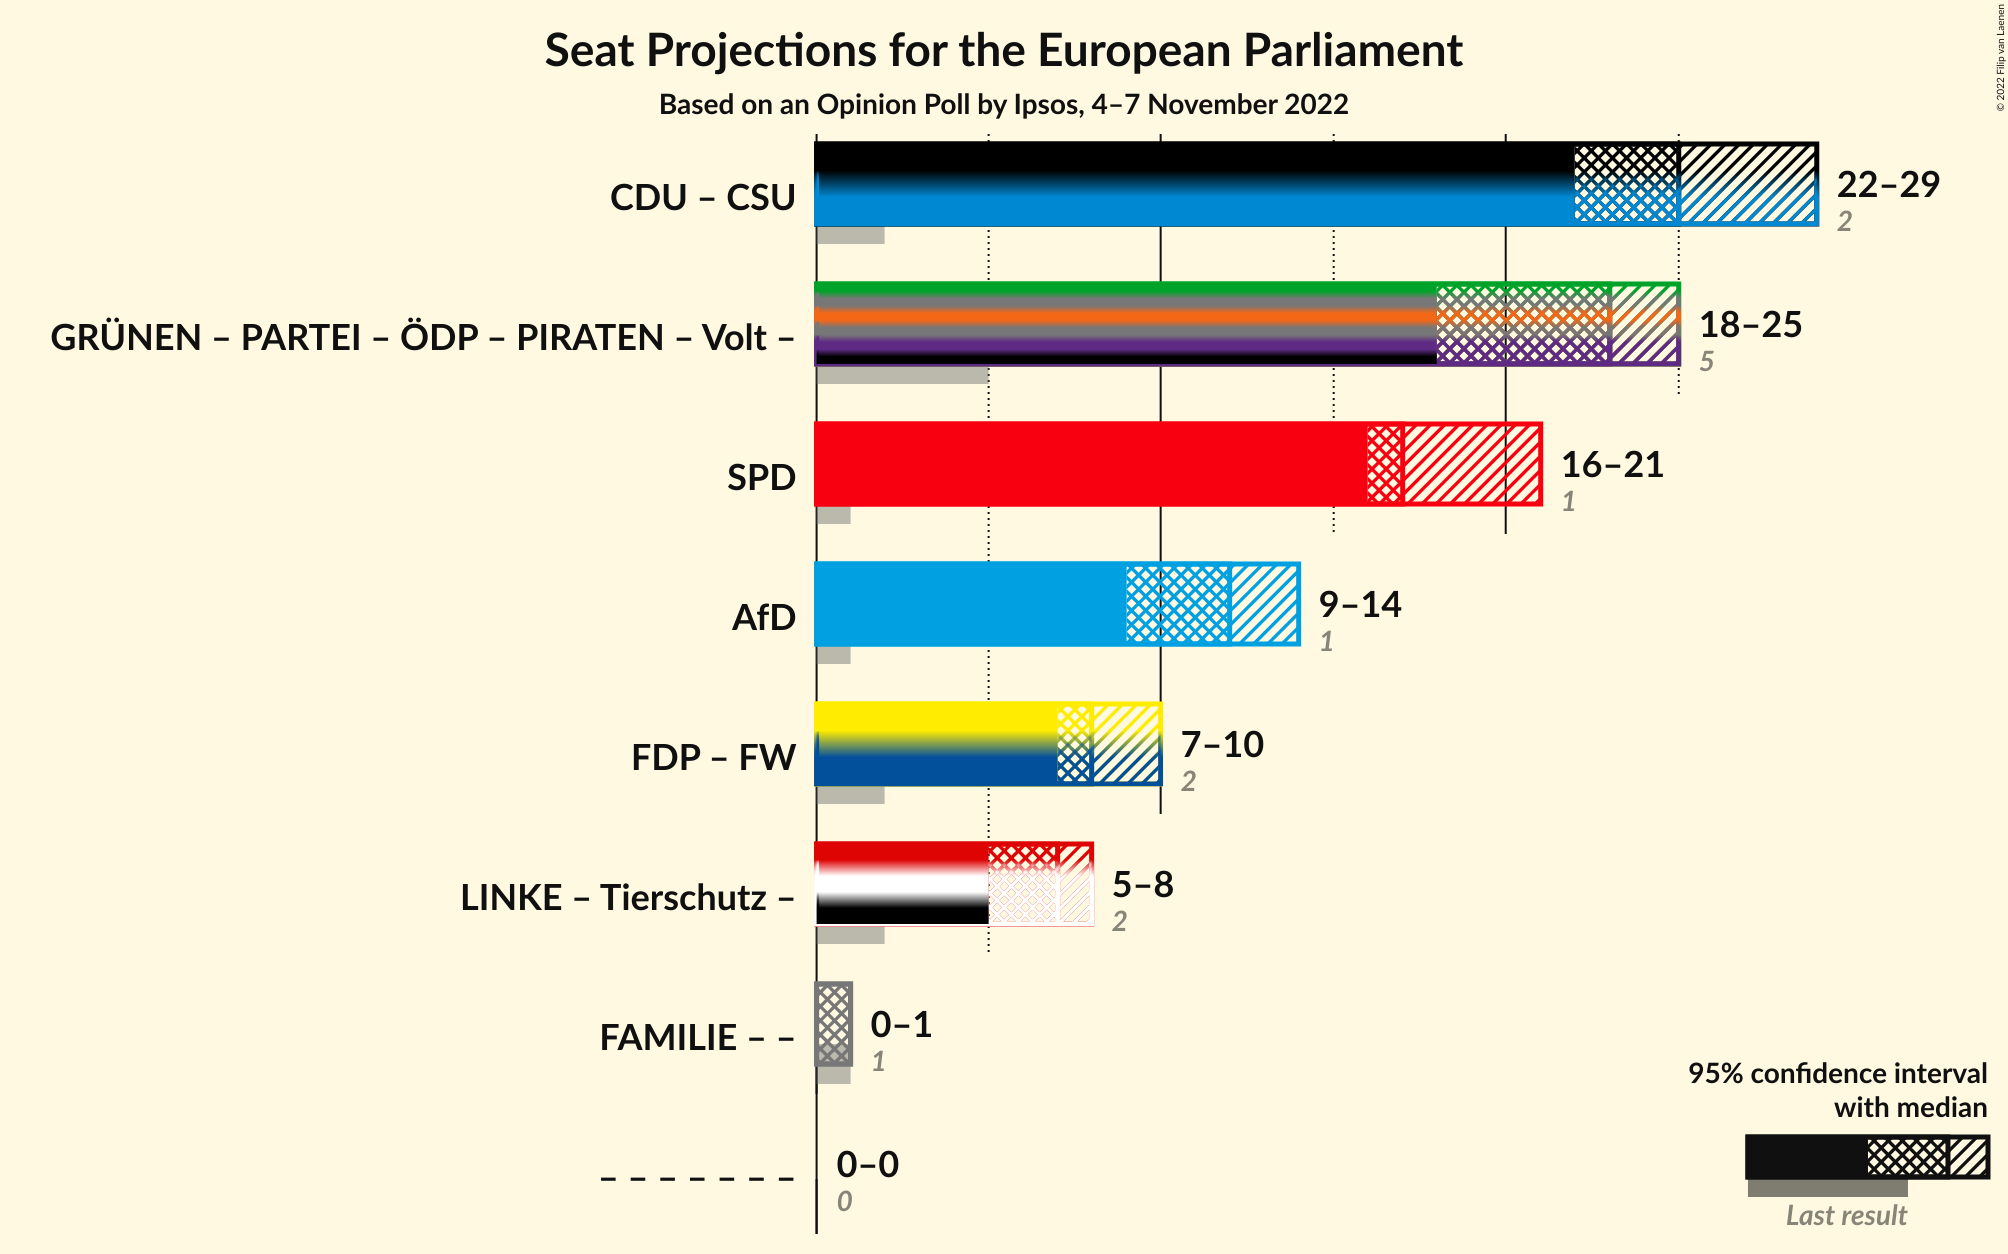 Seat Projections for the European Parliament
Based on an Opinion Poll by Ipsos, 4–7 November 2022
© 2022 Filip van Laenen
CDU – CSU
22–29
2
GRÜNEN – PARTEI – ÖDP – PIRATEN – Volt –
18–25
5
SPD
16–21
1
AfD
9–14
1
FDP – FW
7–10
2
LINKE – Tierschutz –
5–8
2
FAMILIE – –
0–1
1
– – – – – – –
0–0
0
95% confidence interval
with median
Last result